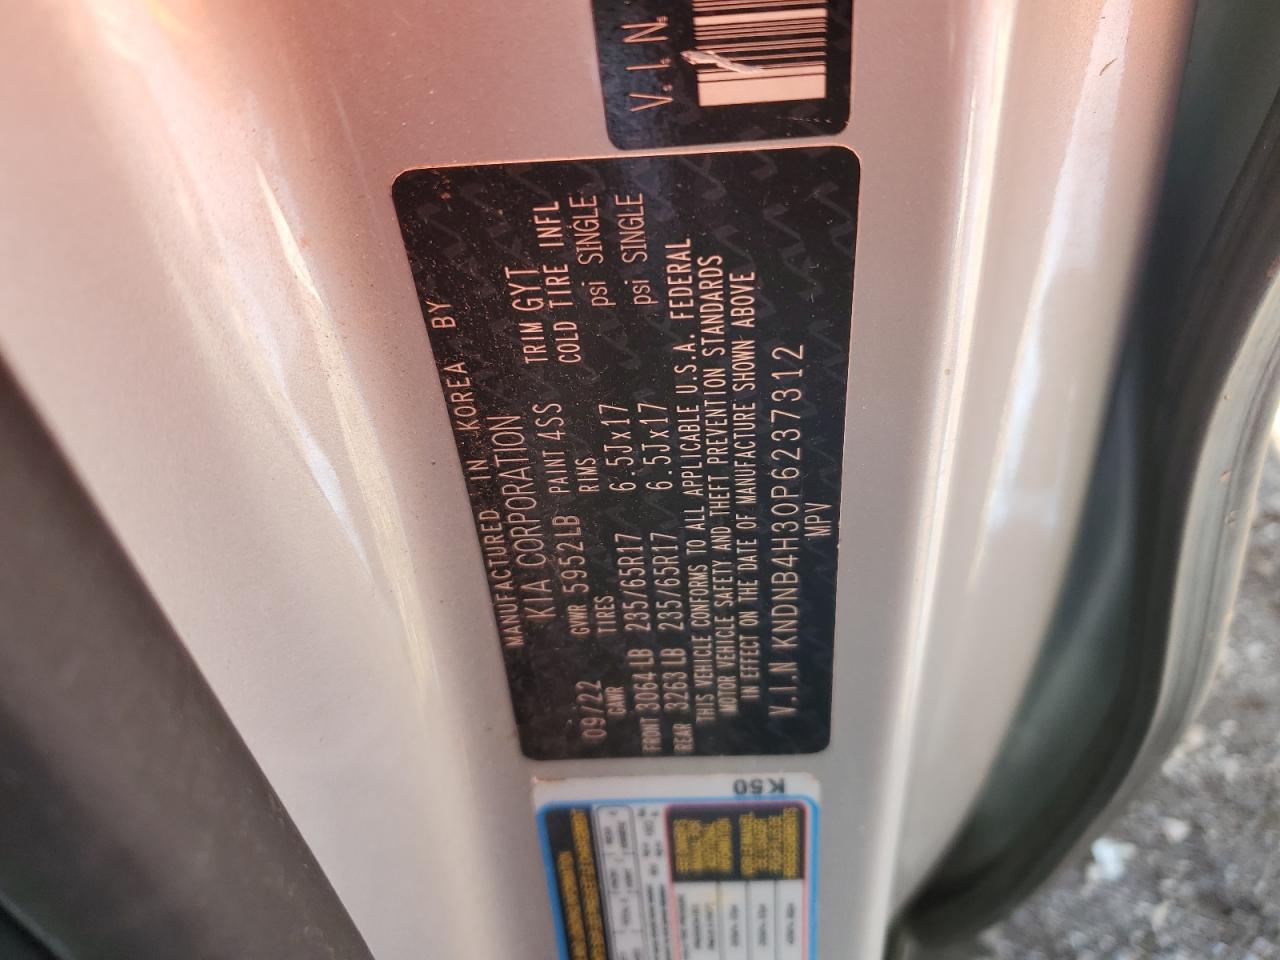 V.I.N.
MANUFACTURED IN KOREA BY
KIA CORPORATION
09/22 GVWR 5952LB PAINT 4SS TRIM GYT
GAWR TIRES RIMS COLD TIRE INFL
FRONT 3064LB 235/65R17 6.5Jx17 psi SINGLE
REAR 3263LB 235/65R17 6.5Jx17 psi SINGLE
THIS VEHICLE CONFORMS TO ALL APPLICABLE U.S.A. FEDERAL
MOTOR VEHICLE SAFETY AND THEFT PREVENTION STANDARDS
IN EFFECT ON THE DATE OF MANUFACTURE SHOWN ABOVE
V.I.N KNDNB4H30P6237312
MPV
K50